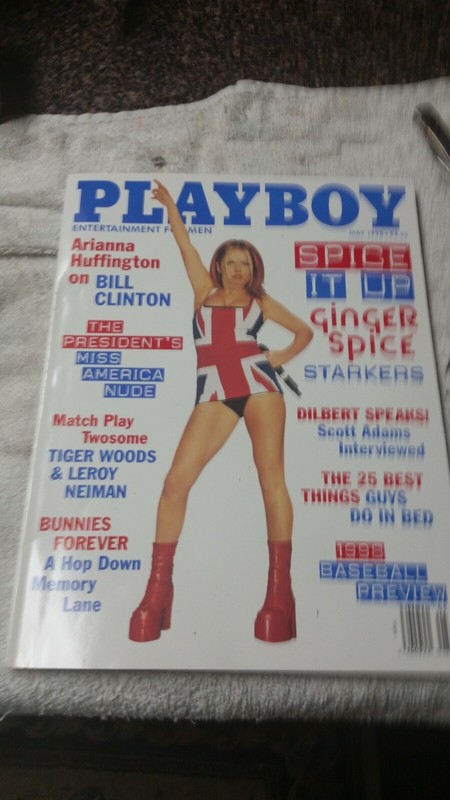 PLAYBOY
ENTERTAINMENT FOR MEN
Arianna
Huffington
on BILL
CLINTON
THE
PRESIDENT'S
MISS
AMERICA
NUDE
Match Play
Twosome
TIGER WOODS
& LEROY
NEIMAN
BUNNIES
FOREVER
A Hop Down
Memory
Lane
SPICE
IT UP
GiNGER
SPiCE
STARKERS
DILBERT SPEAKS!
Scott Adams
Interviewed
THE 25 BEST
THINGS GUYS
DO IN BED
1998
BASEBALL
PREVIEW